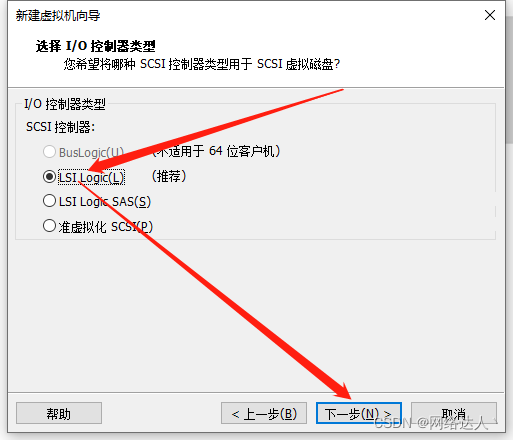 新建虚拟机向导
选择 I/O 控制器类型
您希望将哪种 SCSI 控制器类型用于 SCSI 虚拟磁盘?
I/O 控制器类型
SCSI 控制器:
BusLogic(U) (不适用于 64 位客户机)
LSI Logic(L) (推荐)
LSI Logic SAS(S)
准虚拟化 SCSI(P)
帮助 < 上一步(B) 下一步(N) > 取消
CSDN @网络达人丶